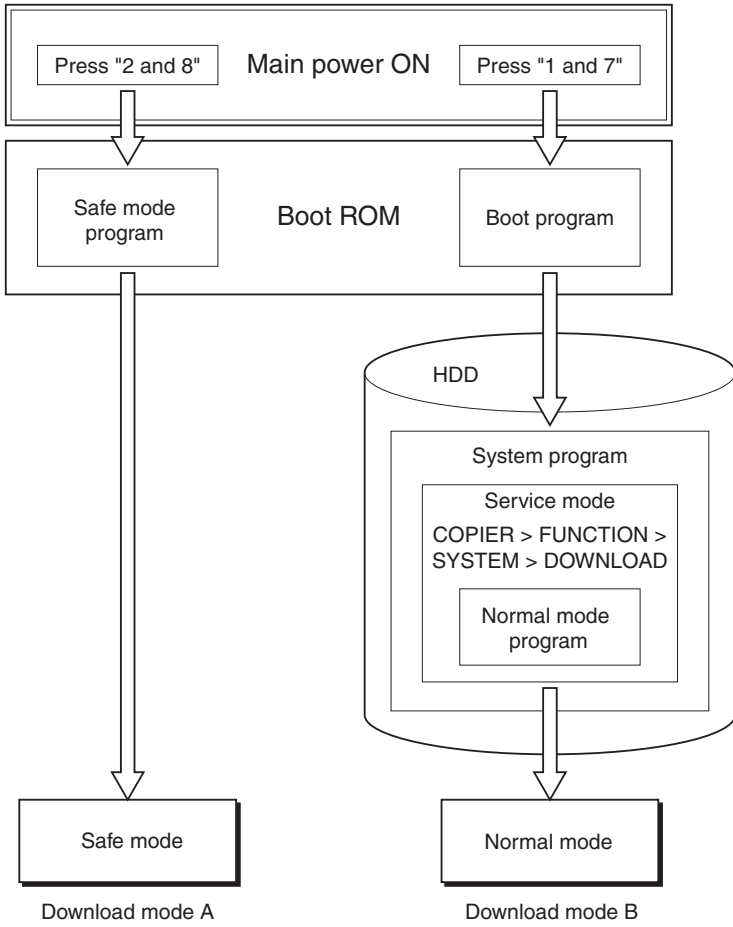 Press "2 and 8"
Main power ON
Press "1 and 7"
Safe mode
program
Boot ROM
Boot program
HDD
System program
Service mode
COPIER > FUNCTION >
SYSTEM > DOWNLOAD
Normal mode
program
Safe mode
Normal mode
Download mode A
Download mode B